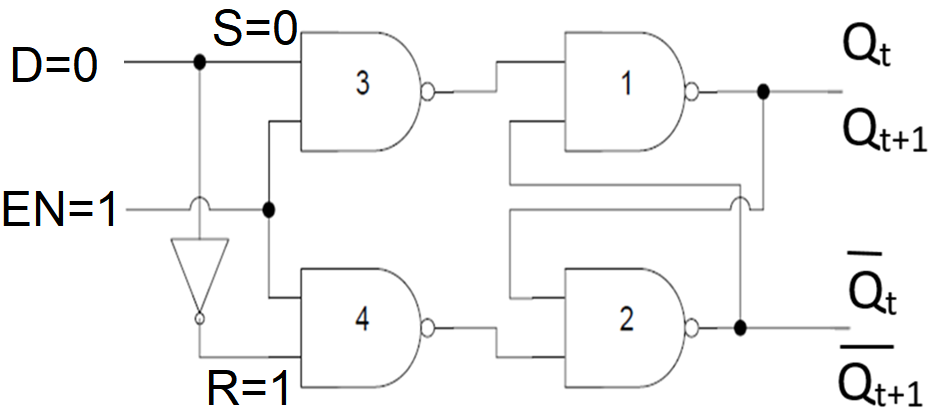 S=0
D=0
3
1
Qₜ
Qₜ₊₁
EN=1
4
2
Q̅ₜ
Q̅ₜ₊₁
R=1